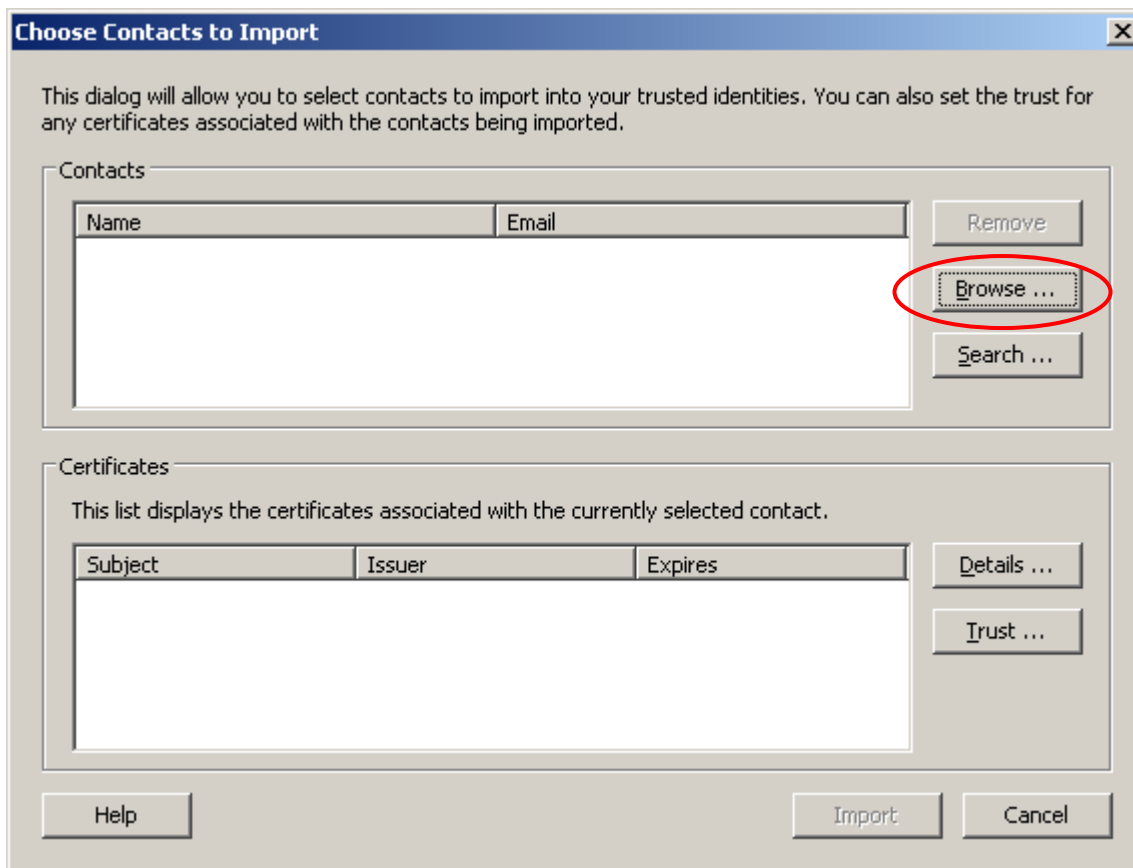 Choose Contacts to Import
This dialog will allow you to select contacts to import into your trusted identities. You can also set the trust for
any certificates associated with the contacts being imported.
Contacts
Name Email
Remove
Browse ...
Search ...
Certificates
This list displays the certificates associated with the currently selected contact.
Subject Issuer Expires
Details ...
Trust ...
Help Import Cancel